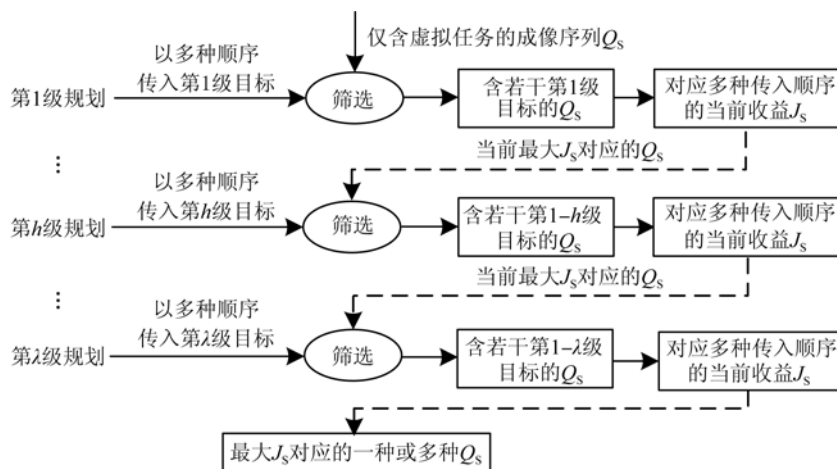 仅含虚拟任务的成像序列Qs
以多种顺序
传入第1级目标
第1级规划
筛选
含若干第1级
目标的Qs
对应多种传入顺序
的当前收益Js
当前最大Js对应的Qs
⋮
以多种顺序
传入第h级目标
第h级规划
筛选
含若干第1-h级
目标的Qs
对应多种传入顺序
的当前收益Js
当前最大Js对应的Qs
⋮
以多种顺序
传入第λ级目标
第λ级规划
筛选
含若干第1-λ级
目标的Qs
对应多种传入顺序
的当前收益Js
最大Js对应的一种或多种Qs